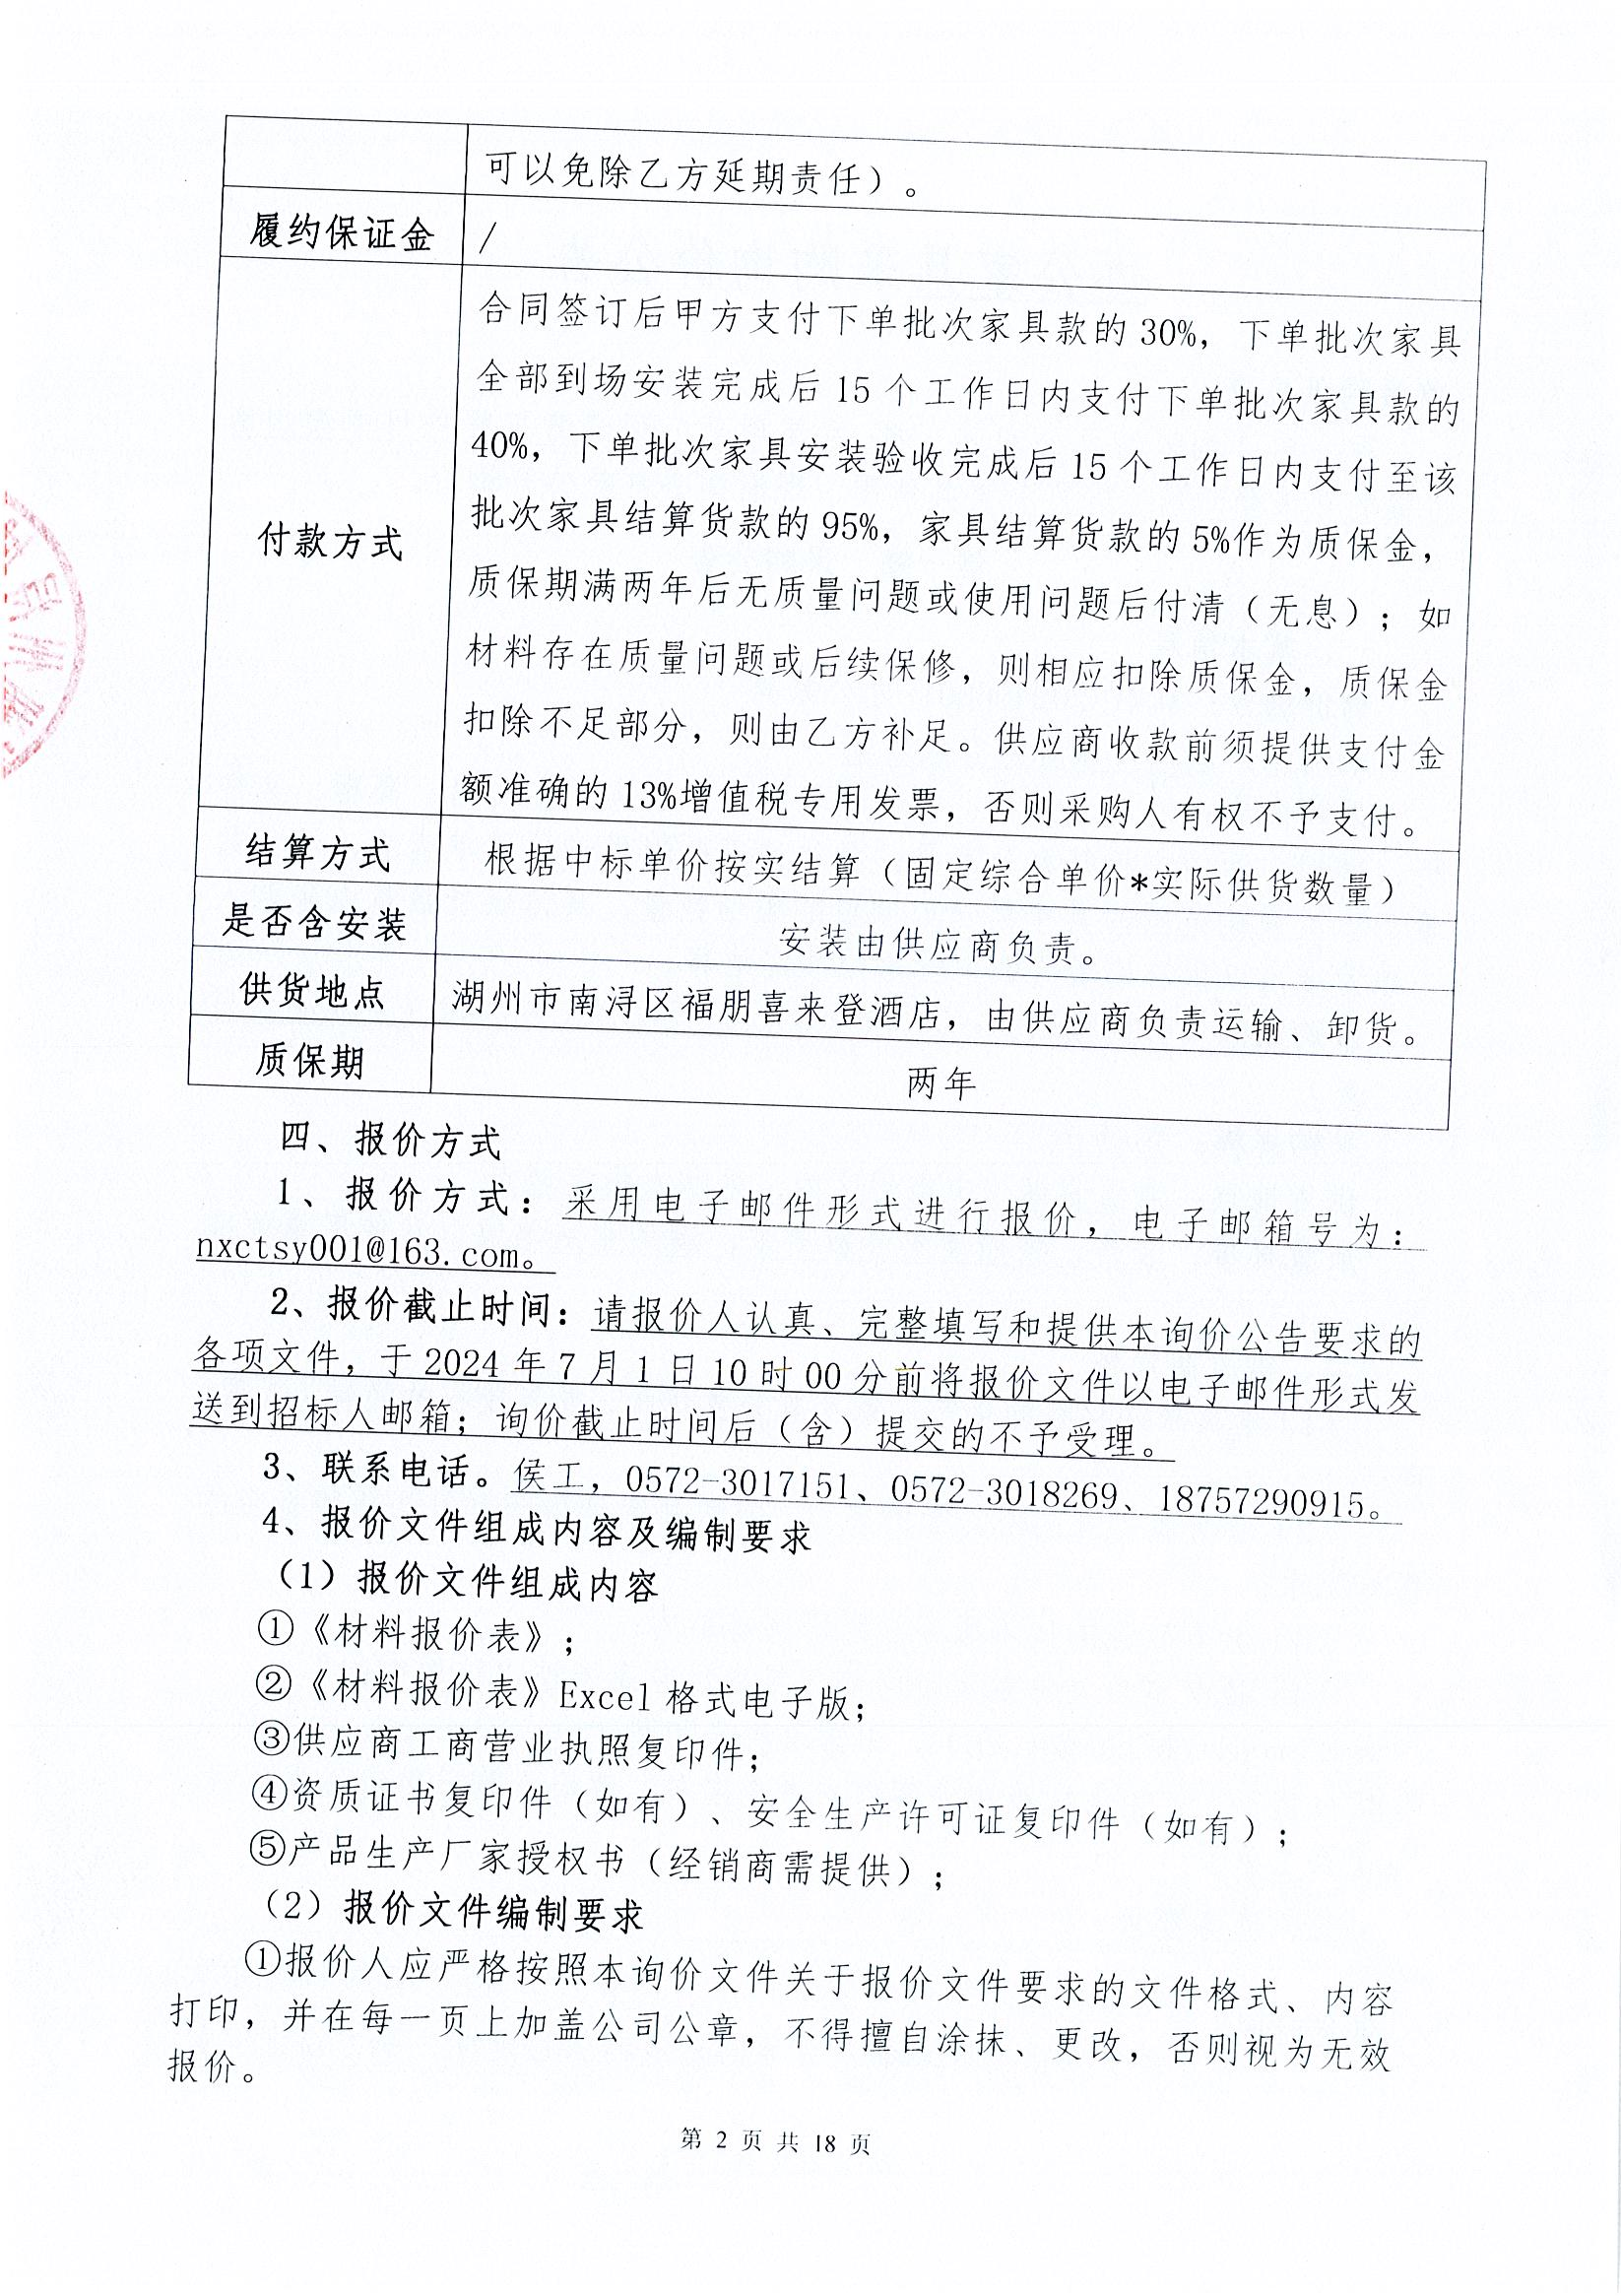 可以免除乙方延期责任）。
履约保证金
/
付款方式
合同签订后甲方支付下单批次家具款的 30%，下单批次家具
全部到场安装完成后 15 个工作日内支付下单批次家具款的
40%，下单批次家具安装验收完成后 15 个工作日内支付至该
批次家具结算货款的 95%，家具结算货款的 5%作为质保金，
质保期满两年后无质量问题或使用问题后付清（无息）；如
材料存在质量问题或后续保修，则相应扣除质保金，质保金
扣除不足部分，则由乙方补足。供应商收款前须提供支付金
额准确的 13%增值税专用发票，否则采购人有权不予支付。
结算方式
根据中标单价按实结算（固定综合单价*实际供货数量）
是否含安装
安装由供应商负责。
供货地点
湖州市南浔区福朋喜来登酒店，由供应商负责运输、卸货。
质保期
两年
四、报价方式
1、报价方式：采用电子邮件形式进行报价，电子邮箱号为：
nxctsy001@163.com。
2、报价截止时间：请报价人认真、完整填写和提供本询价公告要求的
各项文件，于 2024 年 7 月 1 日 10 时 00 分前将报价文件以电子邮件形式发
送到招标人邮箱；询价截止时间后（含）提交的不予受理。
3、联系电话。侯工，0572-3017151、0572-3018269、18757290915。
4、报价文件组成内容及编制要求
（1）报价文件组成内容
①《材料报价表》；
②《材料报价表》Excel 格式电子版；
③供应商工商营业执照复印件；
④资质证书复印件（如有）、安全生产许可证复印件（如有）；
⑤产品生产厂家授权书（经销商需提供）；
（2）报价文件编制要求
①报价人应严格按照本询价文件关于报价文件要求的文件格式、内容
打印，并在每一页上加盖公司公章，不得擅自涂抹、更改，否则视为无效
报价。
第 2 页 共 18 页